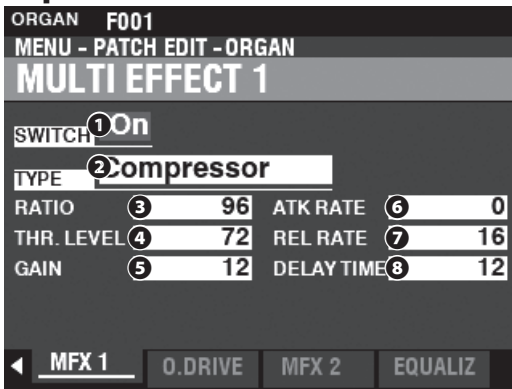 ORGAN F001
MENU - PATCH EDIT - ORGAN
MULTI EFFECT 1
SWITCH 1 On
TYPE 2 Compressor
RATIO 3 96 ATK RATE 6 0
THR. LEVEL 4 72 REL RATE 7 16
GAIN 5 12 DELAY TIME 8 12
MFX 1 O.DRIVE MFX 2 EQUALIZ